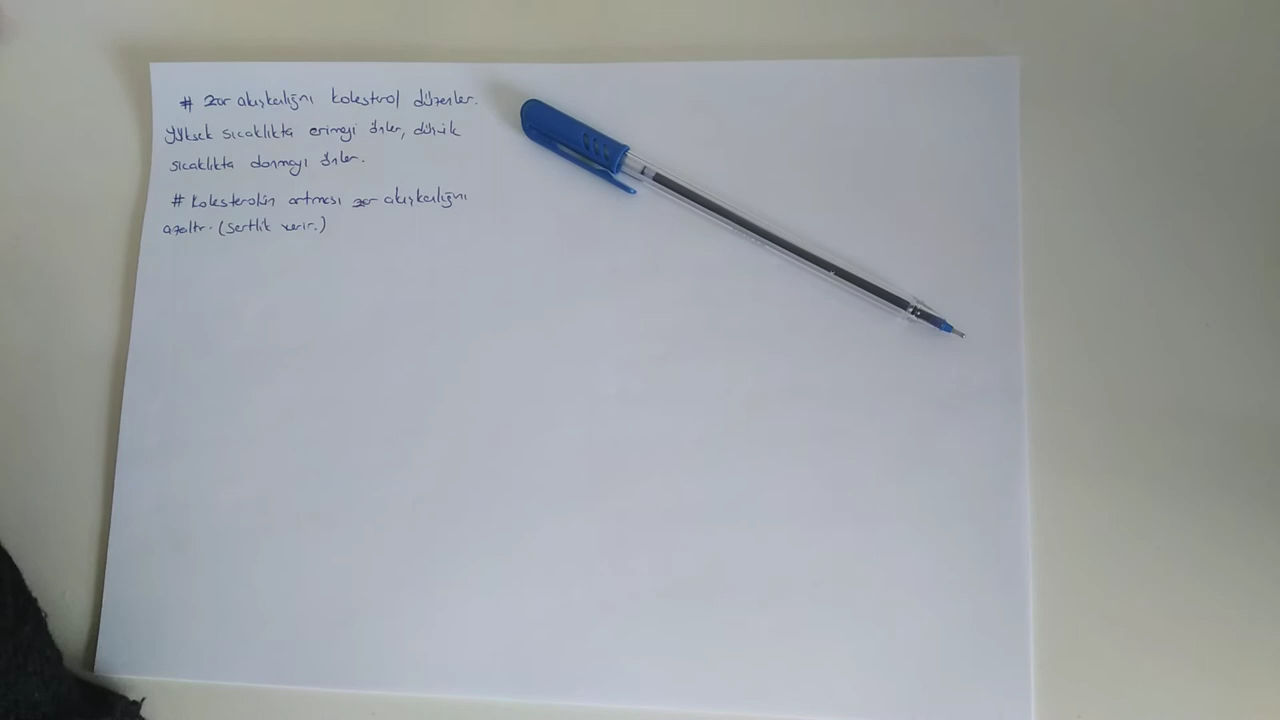 # zar akışkanlığını kolestrol düzenler.
yüksek sıcaklıkta erimeyi önler, düşük
sıcaklıkta donmayı önler.
# Kolesterolün artması zar akışkanlığını
azaltır. (Sertlik verir.)